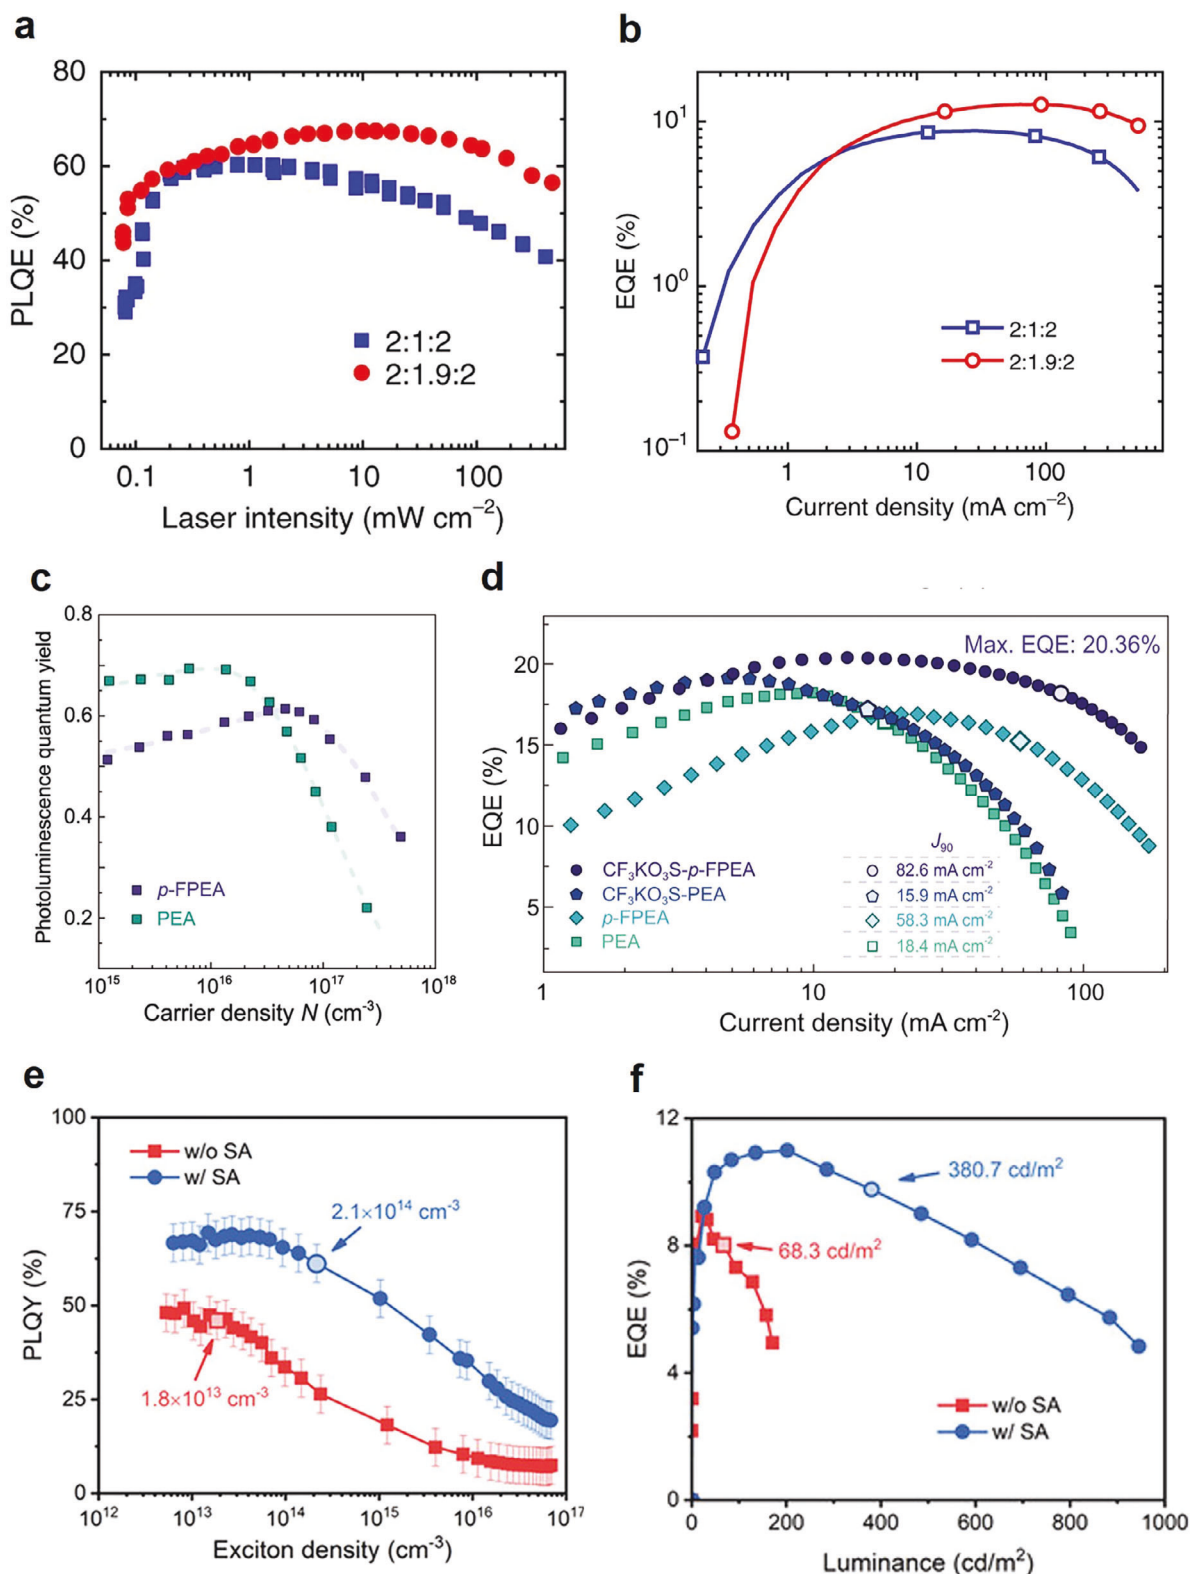 a
80
60
40
20
0
PLQE (%)
2:1:2
2:1.9:2
0.1 1 10 100
Laser intensity (mW cm⁻²)
b
10¹
10⁰
10⁻¹
EQE (%)
2:1:2
2:1.9:2
1 10 100
Current density (mA cm⁻²)
c
0.8
0.6
0.4
0.2
Photoluminescence quantum yield
p-FPEA
PEA
10¹⁵ 10¹⁶ 10¹⁷ 10¹⁸
Carrier density N (cm⁻³)
d
Max. EQE: 20.36%
20
15
10
5
EQE (%)
J₉₀
CF₃KO₃S-p-FPEA 82.6 mA cm⁻²
CF₃KO₃S-PEA 15.9 mA cm⁻²
p-FPEA 58.3 mA cm⁻²
PEA 18.4 mA cm⁻²
1 10 100
Current density (mA cm⁻²)
e
100
75
50
25
0
PLQY (%)
w/o SA
w/ SA
2.1×10¹⁴ cm⁻³
1.8×10¹³ cm⁻³
10¹² 10¹³ 10¹⁴ 10¹⁵ 10¹⁶ 10¹⁷
Exciton density (cm⁻³)
f
12
8
4
0
EQE (%)
380.7 cd/m²
68.3 cd/m²
w/o SA
w/ SA
0 200 400 600 800 1000
Luminance (cd/m²)